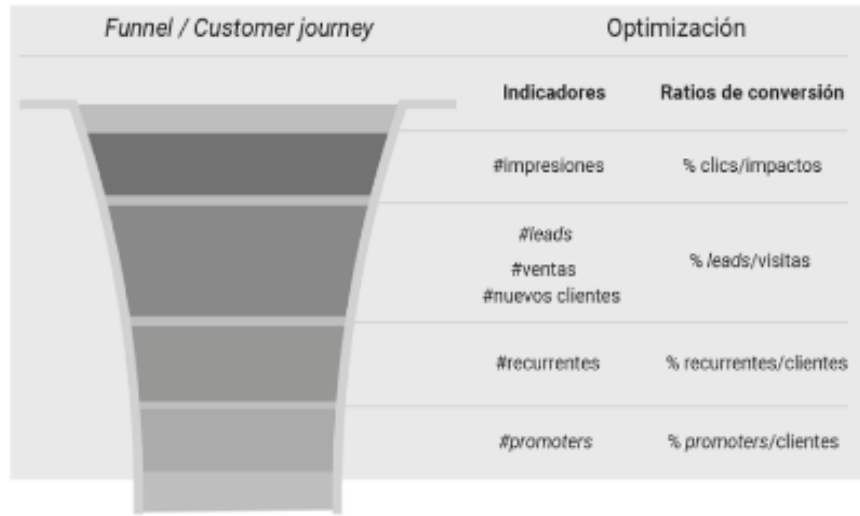 Funnel / Customer journey
Optimización
Indicadores
Ratios de conversión
#impresiones
% clics/impactos
#leads
#ventas
#nuevos clientes
% leads/visitas
#recurrentes
% recurrentes/clientes
#promoters
% promoters/clientes